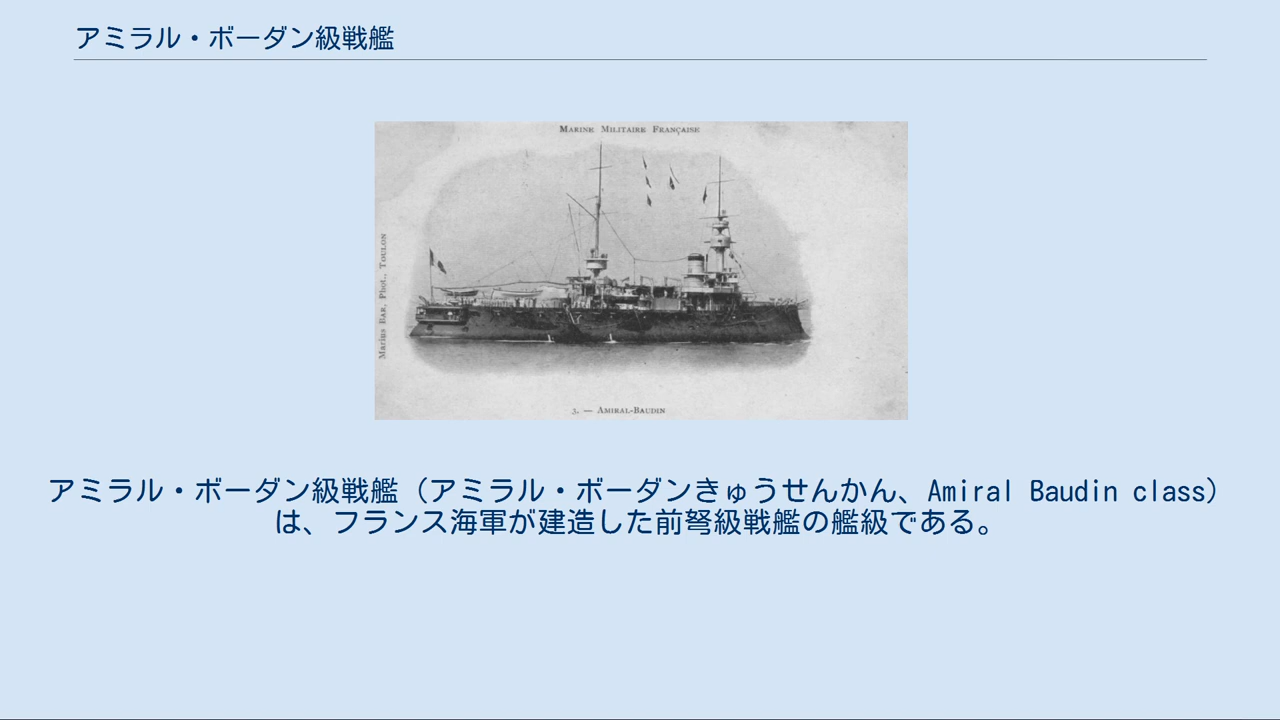 アミラル・ボーダン級戦艦
MARINE MILITAIRE FRANÇAISE
Marius BAR, Phot., TOULON
3. — AMIRAL-BAUDIN
アミラル・ボーダン級戦艦（アミラル・ボーダンきゅうせんかん、Amiral Baudin class）
は、フランス海軍が建造した前弩級戦艦の艦級である。